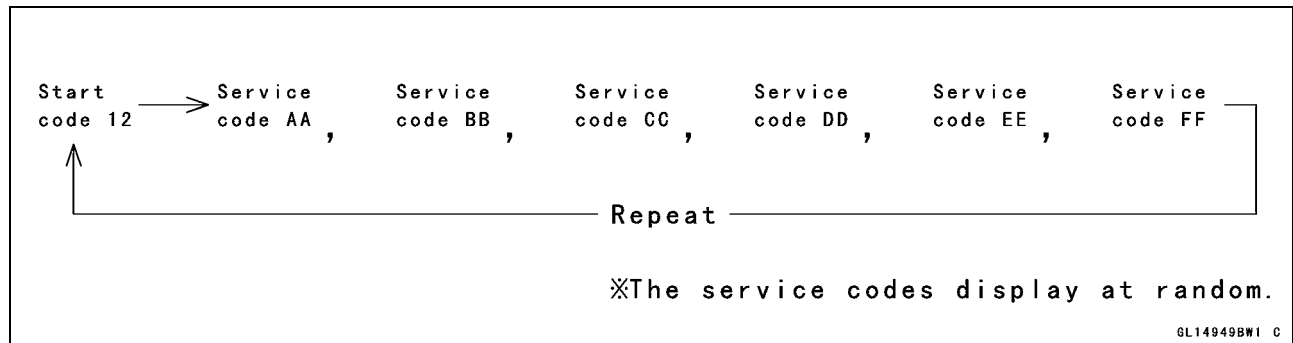 Start Service Service Service Service Service Service
code 12 code AA, code BB, code CC, code DD, code EE, code FF
Repeat
※The service codes display at random.
GL14949BW1 C